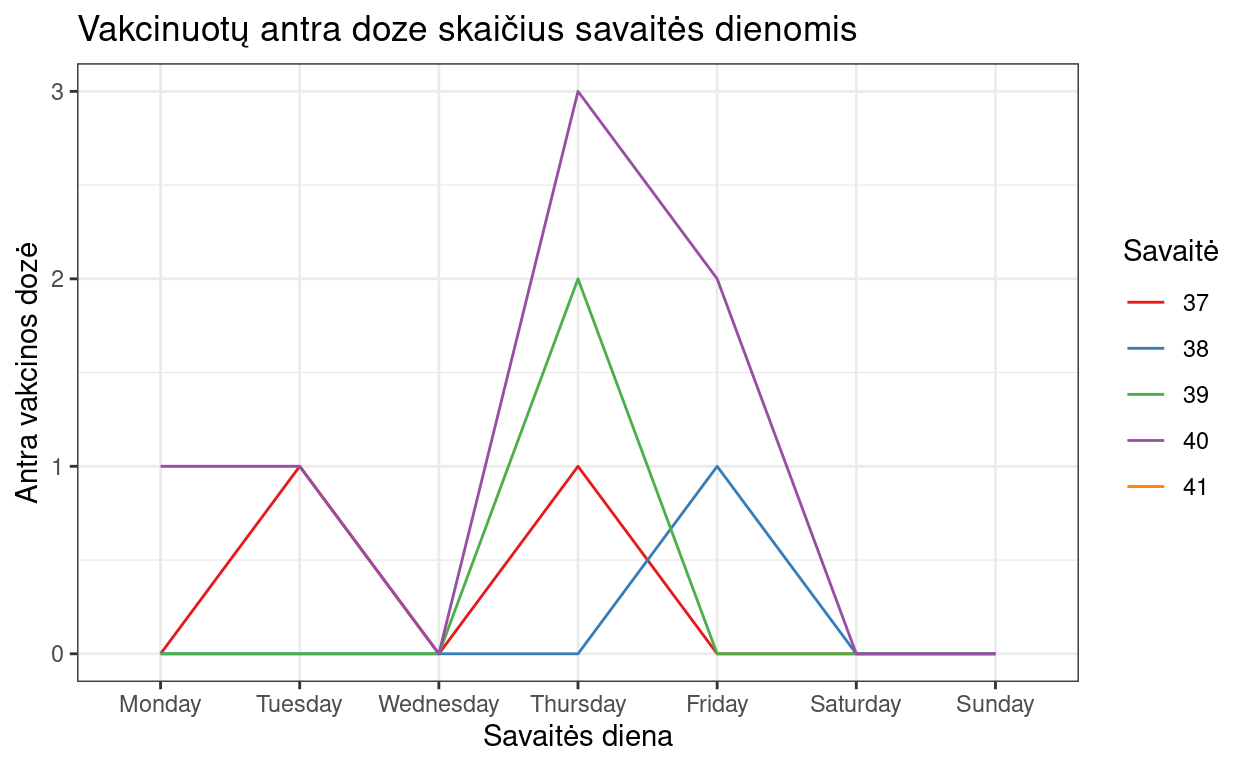 Vakcinuotų antra doze skaičius savaitės dienomis
Antra vakcinos dozė
3
2
1
0
Monday Tuesday Wednesday Thursday Friday Saturday Sunday
Savaitės diena
Savaitė
37
38
39
40
41